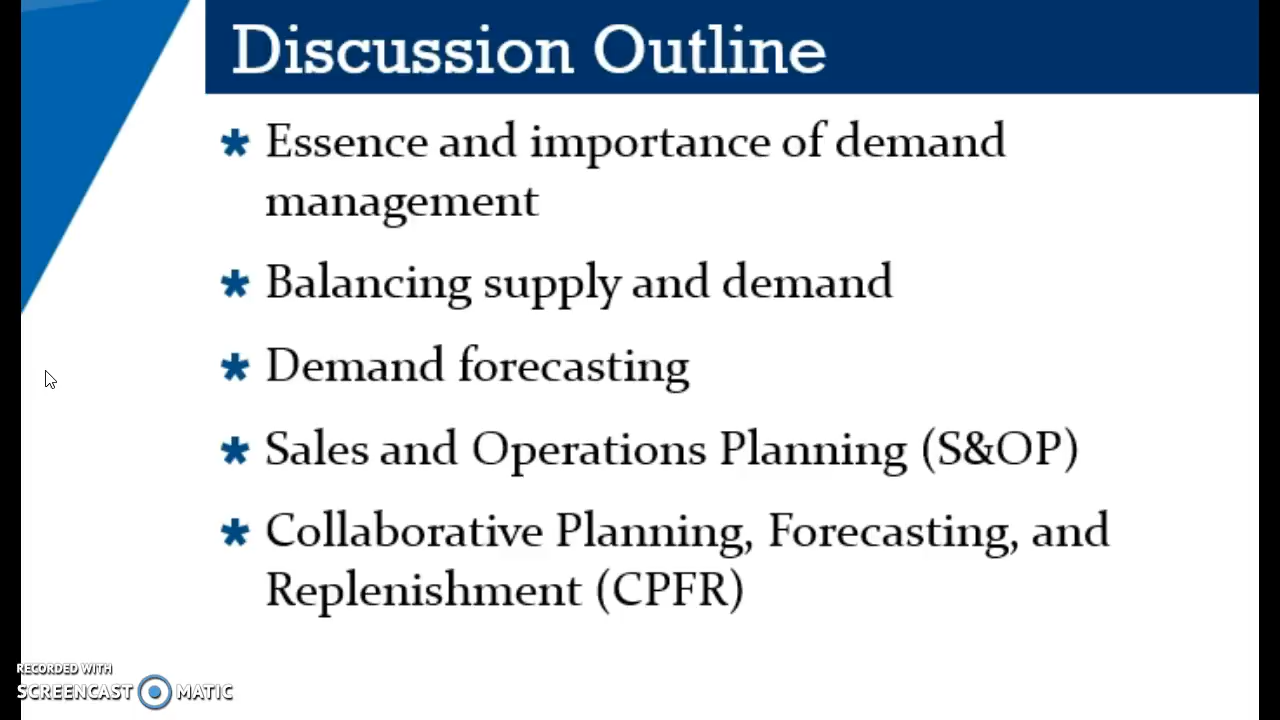 Discussion Outline
* Essence and importance of demand
management
* Balancing supply and demand
* Demand forecasting
* Sales and Operations Planning (S&OP)
* Collaborative Planning, Forecasting, and
Replenishment (CPFR)
RECORDED WITH
SCREENCAST MATIC